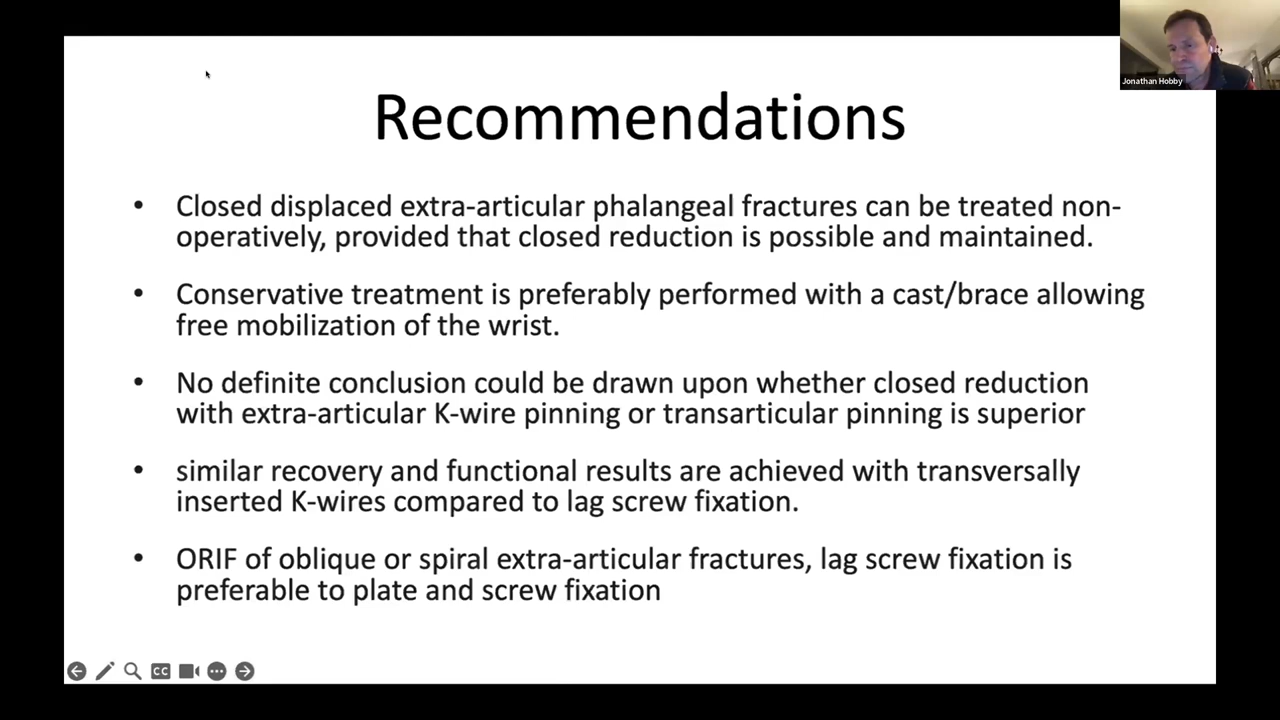 Jonathan Hobby
Recommendations
• Closed displaced extra-articular phalangeal fractures can be treated non-
operatively, provided that closed reduction is possible and maintained.
• Conservative treatment is preferably performed with a cast/brace allowing
free mobilization of the wrist.
• No definite conclusion could be drawn upon whether closed reduction
with extra-articular K-wire pinning or transarticular pinning is superior
• similar recovery and functional results are achieved with transversally
inserted K-wires compared to lag screw fixation.
• ORIF of oblique or spiral extra-articular fractures, lag screw fixation is
preferable to plate and screw fixation
CC